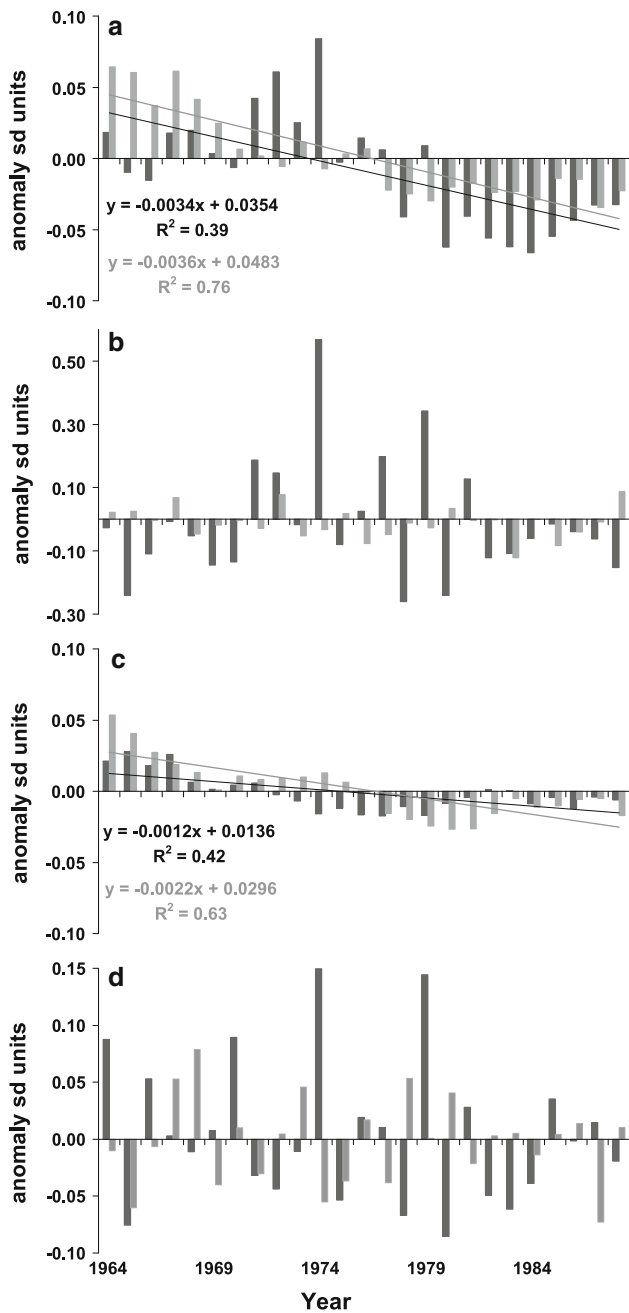 a
0.10
0.05
0.00
-0.05
-0.10
anomaly sd units
y = -0.0034x + 0.0354
R² = 0.39
y = -0.0036x + 0.0483
R² = 0.76
b
0.50
0.30
0.10
-0.10
-0.30
anomaly sd units
c
0.10
0.05
0.00
-0.05
-0.10
anomaly sd units
y = -0.0012x + 0.0136
R² = 0.42
y = -0.0022x + 0.0296
R² = 0.63
d
0.15
0.10
0.05
0.00
-0.05
-0.10
anomaly sd units
1964 1969 1974 1979 1984
Year